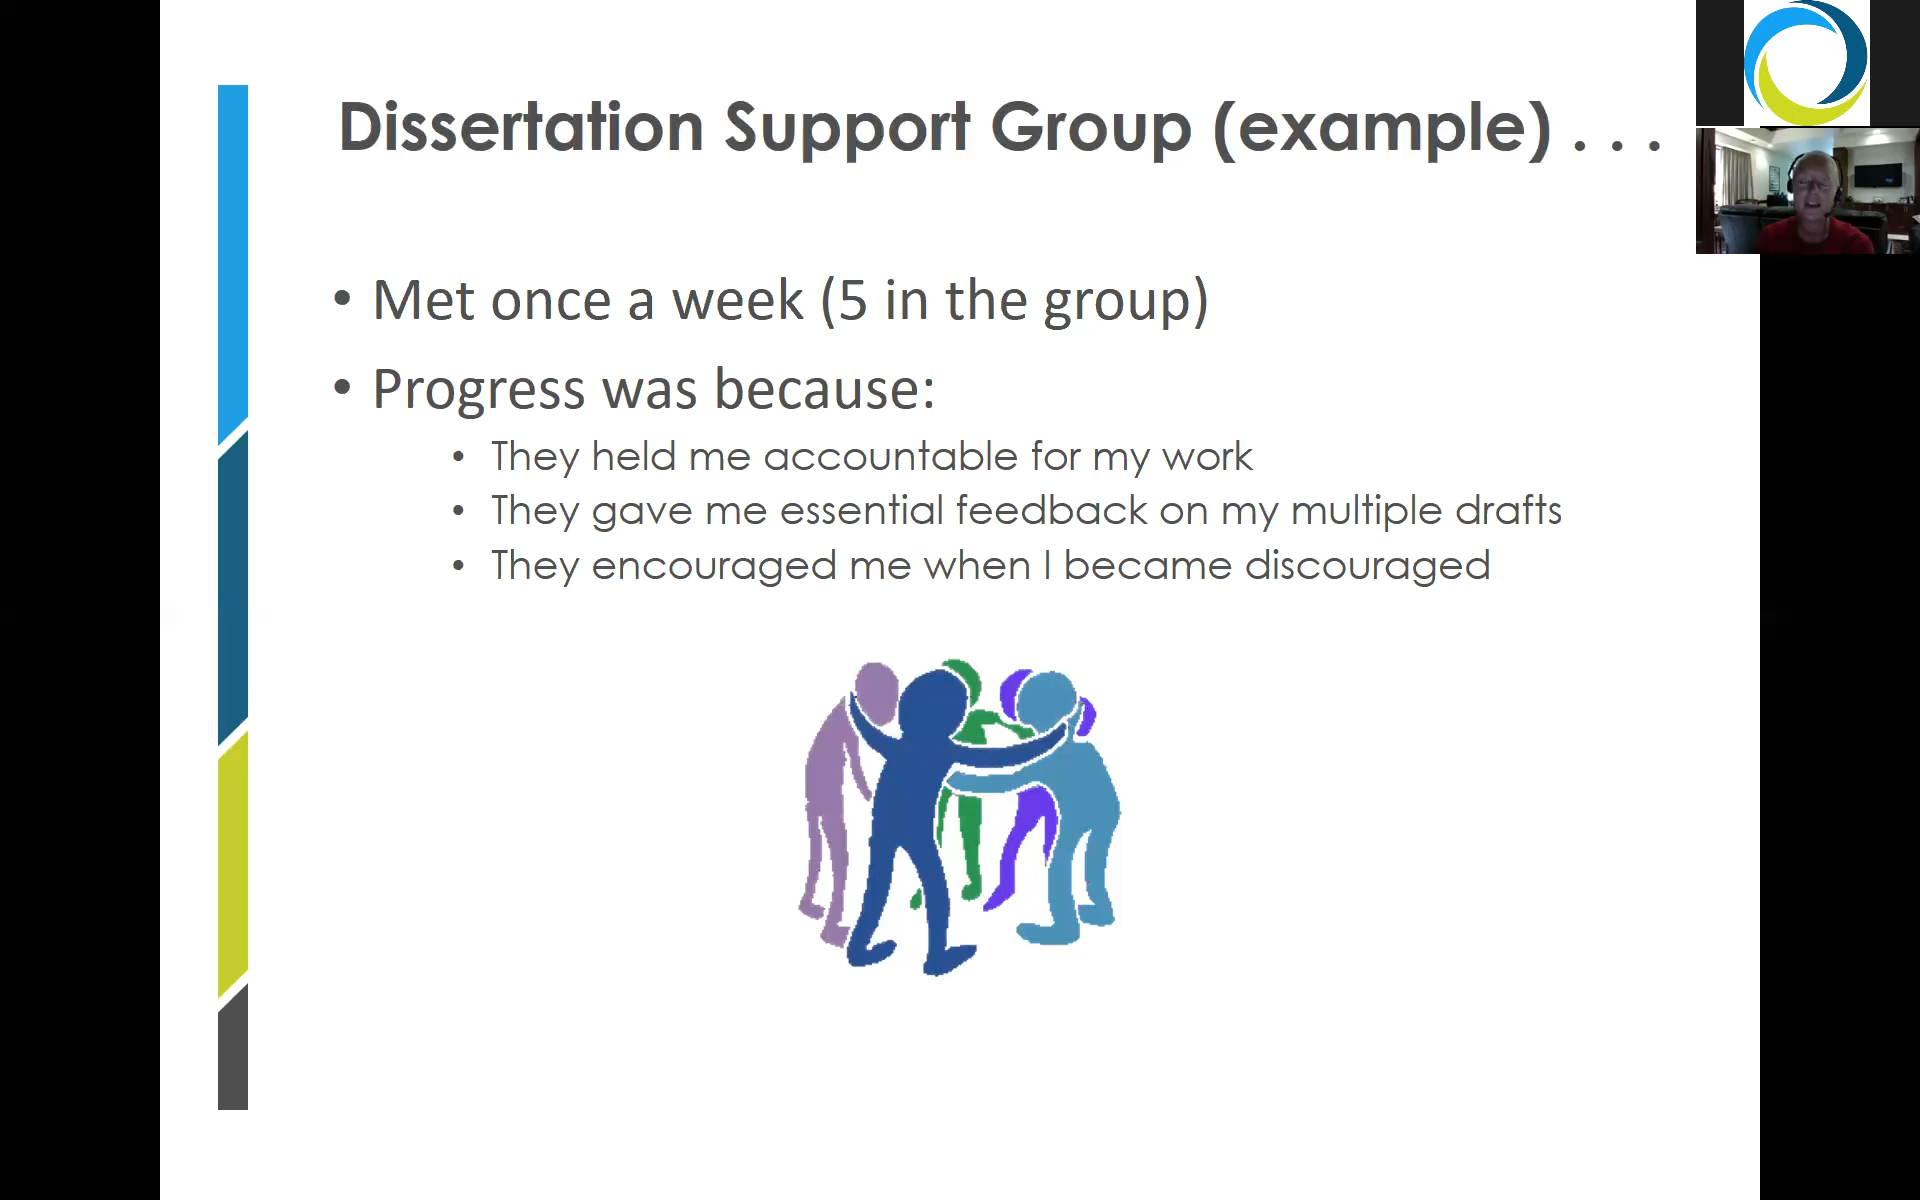 Dissertation Support Group (example) . . .
• Met once a week (5 in the group)
• Progress was because:
• They held me accountable for my work
• They gave me essential feedback on my multiple drafts
• They encouraged me when I became discouraged